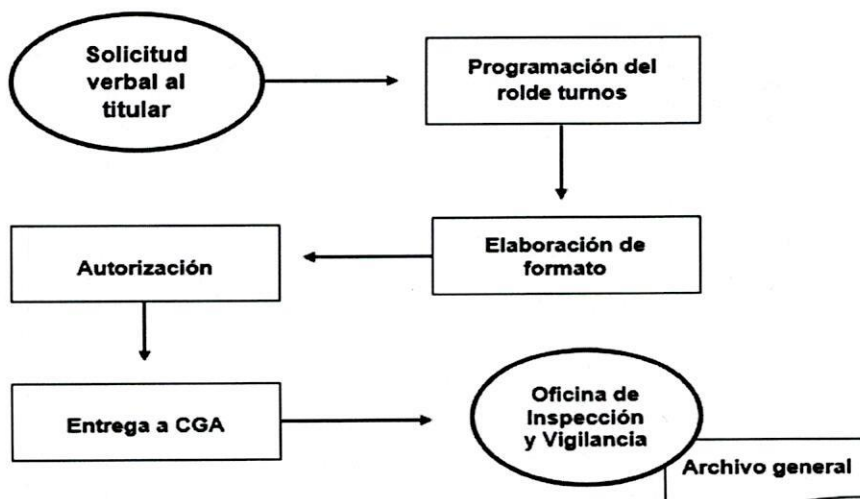 Solicitud
verbal al
titular
Programación del
rolde turnos
Elaboración de
formato
Autorización
Entrega a CGA
Oficina de
Inspección
y Vigilancia
Archivo general